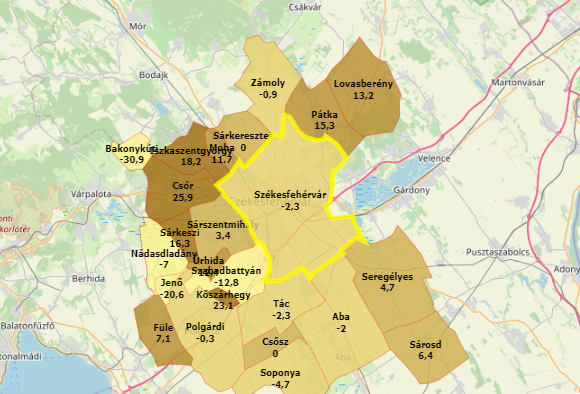 Csákvár
Mór
Bodajk
Zámoly
-0,9
Lovasberény
13,2
Martonvásár
Pátka
15,3
Sárkereszte
Moha 0
11,7
Bakonykúti
-30,9
Iszkaszentgyörgy
18,2
Velence
Csór
25,9
Várpalota
Székesfehérvár
-2,3
Gárdony
Sárszentmihály
3,4
Sárkeszi
16,3
Pusztaszabolcs
Nádasdladány
-7
Úrhida
Szabadbattyán
-12,8
Adony
Berhida
Jenő
-20,6
Seregélyes
4,7
Kőszárhegy
23,1
Tác
-2,3
Aba
-2
Balatonfűzfő
Füle
7,1
Polgárdi
-0,3
Csősz
0
Sárosd
6,4
Aba
onalmádi
Soponya
-4,7